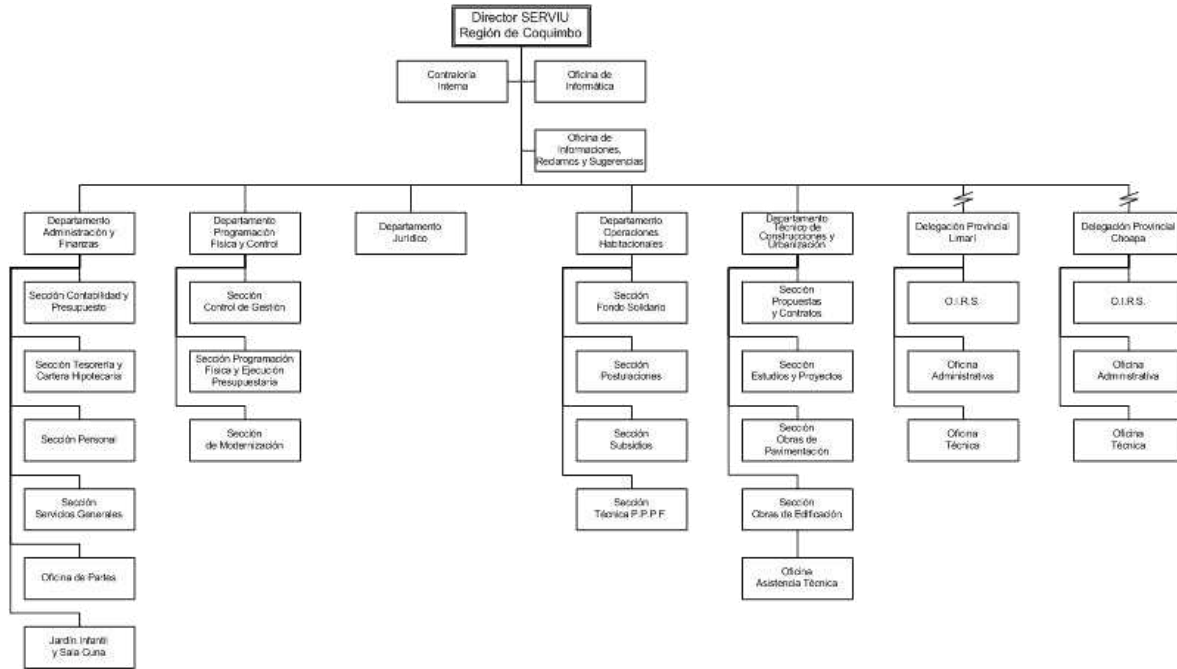 Director SERVIU
Región de Coquimbo
Contraloría
Interna
Oficina de
Informática
Oficina de
Informaciones,
Reclamos y Sugerencias
Departamento
Administración y
Finanzas
Departamento
Programación
Física y Control
Departamento
Jurídico
Departamento
Operaciones
Habitacionales
Departamento
Técnico de
Construcciones y
Urbanización
Delegación Provincial
Limarí
Delegación Provincial
Choapa
Sección Contabilidad y
Presupuesto
Sección
Control de Gestión
Sección
Fondo Solidario
Sección
Propuestas
y Contratos
O.I.R.S.
O.I.R.S.
Sección Tesorería y
Cartera Hipotecaria
Sección Programación
Física y Ejecución
Presupuestaria
Sección
Posturaciones
Sección
Estudios y Proyectos
Oficina
Administrativa
Oficina
Administrativa
Sección Personal
Sección
de Modernización
Sección
Subsidios
Sección
Obras de
Pavimentación
Oficina
Técnica
Oficina
Técnica
Sección
Servicios Generales
Sección
Técnica P.P.P.F
Sección
Obras de Edificación
Oficina de Partes
Oficina
Asistencia Técnica
Jardín Infantil
y Sala Cuna